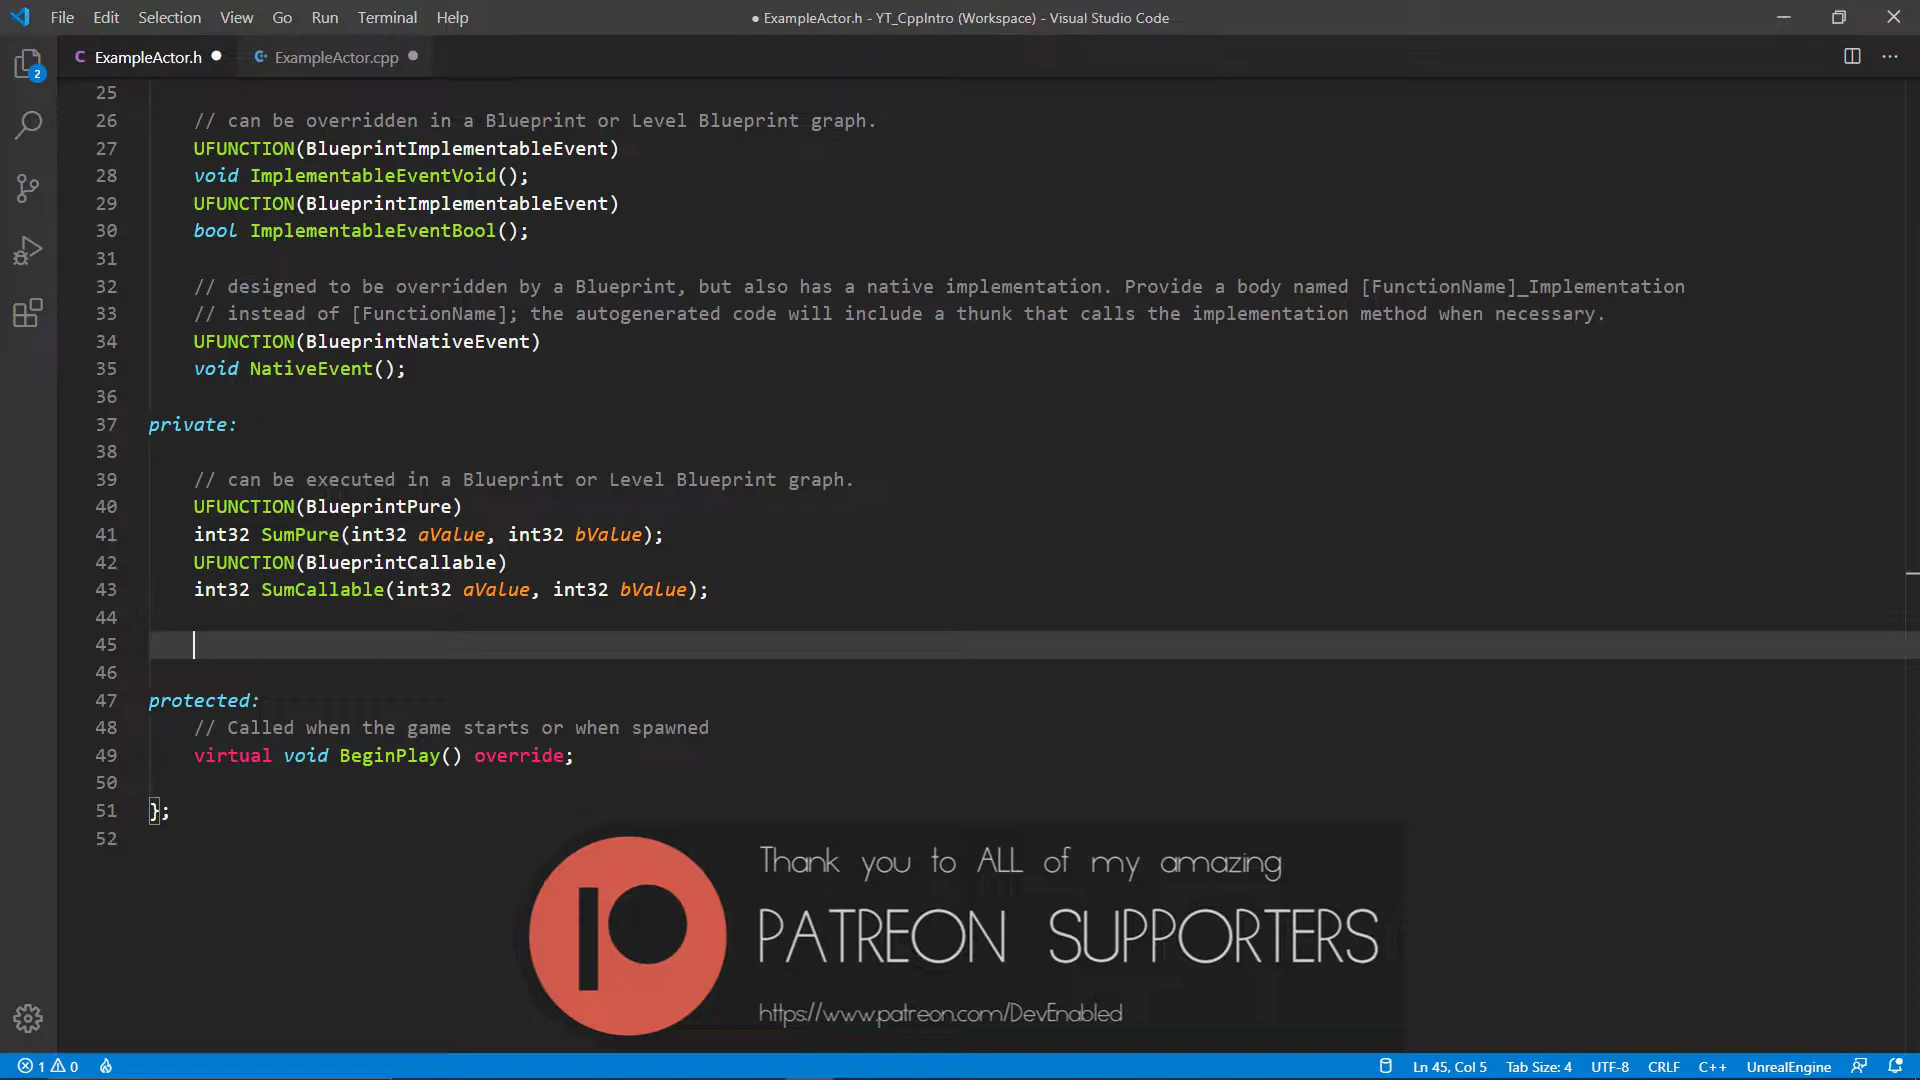 File Edit Selection View Go Run Terminal Help
● ExampleActor.h - YT_CppIntro (Workspace) - Visual Studio Code
ExampleActor.h
ExampleActor.cpp
2
25
26 // can be overridden in a Blueprint or Level Blueprint graph.
27 UFUNCTION(BlueprintImplementableEvent)
28 void ImplementableEventVoid();
29 UFUNCTION(BlueprintImplementableEvent)
30 bool ImplementableEventBool();
31
32 // designed to be overridden by a Blueprint, but also has a native implementation. Provide a body named [FunctionName]_Implementation
33 // instead of [FunctionName]; the autogenerated code will include a thunk that calls the implementation method when necessary.
34 UFUNCTION(BlueprintNativeEvent)
35 void NativeEvent();
36
37 private:
38
39 // can be executed in a Blueprint or Level Blueprint graph.
40 UFUNCTION(BlueprintPure)
41 int32 SumPure(int32 aValue, int32 bValue);
42 UFUNCTION(BlueprintCallable)
43 int32 SumCallable(int32 aValue, int32 bValue);
44
45
46
47 protected:
48 // Called when the game starts or when spawned
49 virtual void BeginPlay() override;
50
51 };
52
Thank you to ALL of my amazing
PATREON SUPPORTERS
https://www.patreon.com/DevEnabled
1 0
Ln 45, Col 5 Tab Size: 4 UTF-8 CRLF C++ UnrealEngine